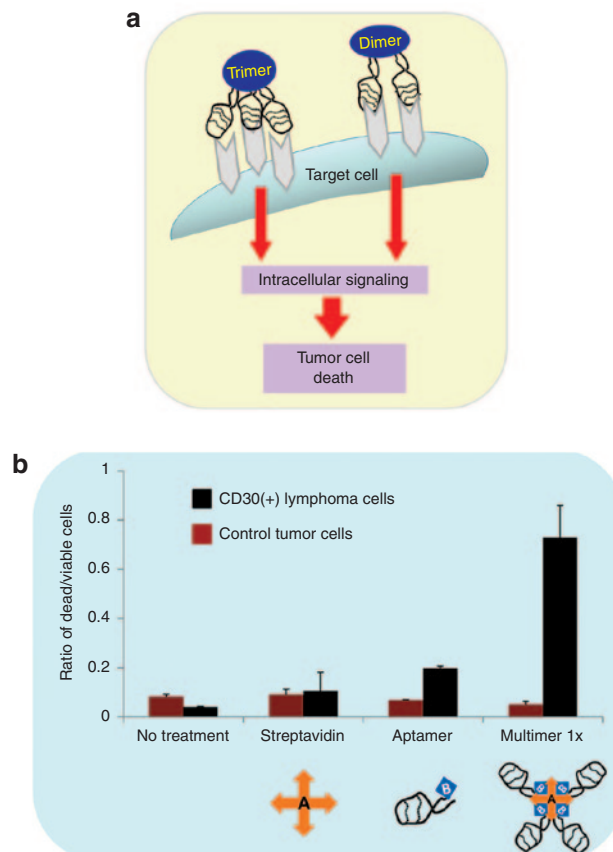 a
Trimer
Dimer
Target cell
Intracellular signaling
Tumor cell
death
b
Ratio of dead/viable cells
1
0.8
0.6
0.4
0.2
0
CD30(+) lymphoma cells
Control tumor cells
No treatment
Streptavidin
Aptamer
Multimer 1x
A
B
B
B
A
B
B